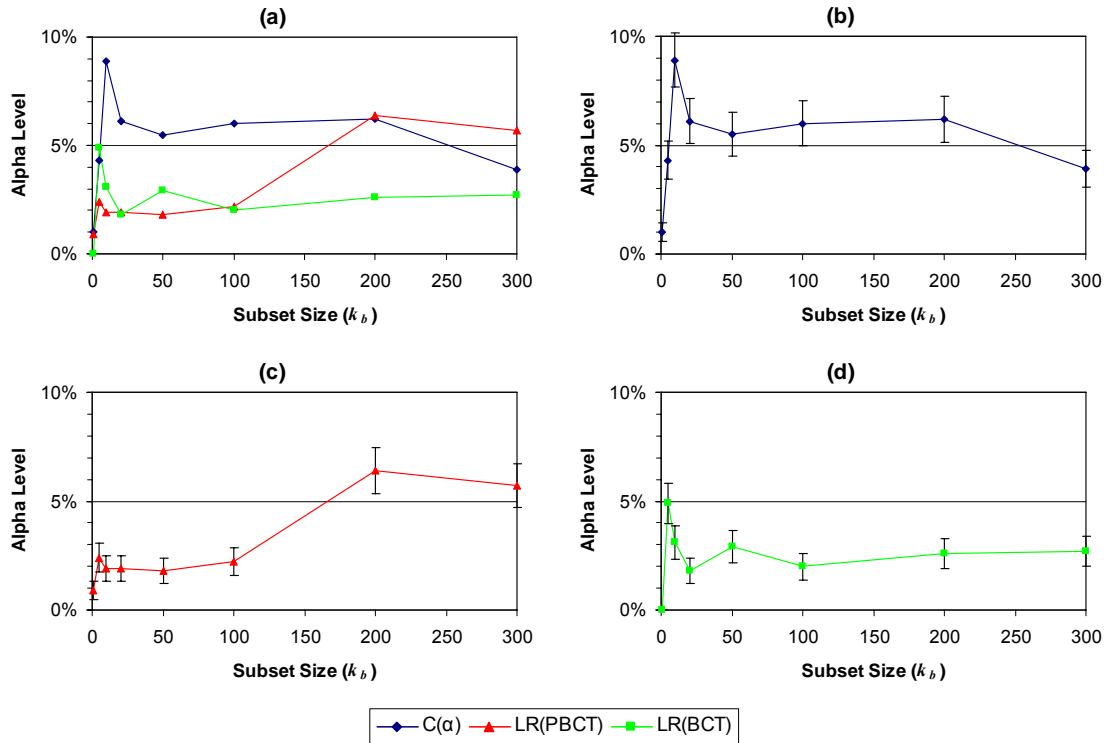 (a)
10%
5%
0%
Alpha Level
0 50 100 150 200 250 300
Subset Size (k b)
(b)
10%
5%
0%
Alpha Level
0 50 100 150 200 250 300
Subset Size (k b)
(c)
10%
5%
0%
Alpha Level
0 50 100 150 200 250 300
Subset Size (k b)
(d)
10%
5%
0%
Alpha Level
0 50 100 150 200 250 300
Subset Size (k b)
C(α) LR(PBCT) LR(BCT)